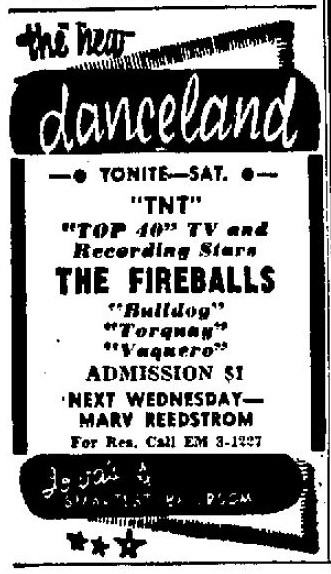 the new
danceland
TONITE—SAT.
"TNT"
"TOP 40" TV and
Recording Stars
THE FIREBALLS
"Bulldog"
"Torquay"
"Vaquero"
ADMISSION $1
NEXT WEDNESDAY—
MARV REEDSTROM
For Res. Call EM 3-1227
SMARTEST BALLROOM